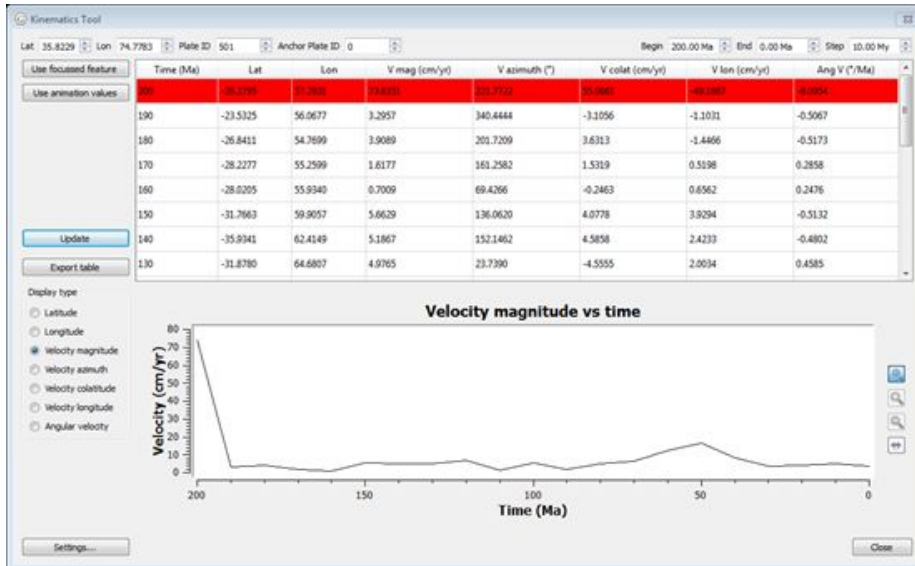 Kinematics Tool
Lat 35.8229 Lon 74.7783 Plate ID 501 Anchor Plate ID 0 Begin 200.00 Ma End 0.00 Ma Step 10.00 My
Use focussed feature
Use animation values
Time (Ma) Lat Lon V mag (cm/yr) V azimuth (°) V colat (cm/yr) V lon (cm/yr) Ang V (°/Ma)
200
190 -23.5325 56.0677 3.2957 340.4444 -3.1056 -1.1031 -0.5067
180 -26.8411 54.7699 3.9089 201.7209 3.6313 -1.4466 -0.5173
170 -28.2277 55.2599 1.6177 161.2582 1.5319 0.5198 0.2858
160 -28.0205 55.9340 0.7009 69.4266 -0.2463 0.6562 0.2476
150 -31.7663 59.9057 5.6629 136.0620 4.0778 3.9294 -0.5132
140 -35.9341 62.4149 5.1867 152.1462 4.5858 2.4233 -0.4802
130 -31.8780 64.6807 4.9765 23.7390 -4.5555 2.0034 0.4585
Update
Export table
Display type
Latitude
Longitude
Velocity magnitude
Velocity azimuth
Velocity colatitude
Velocity longitude
Angular velocity
Velocity magnitude vs time
Velocity (cm/yr)
80
70
60
50
40
30
20
10
0
200 150 100 50 0
Time (Ma)
Settings...
Close